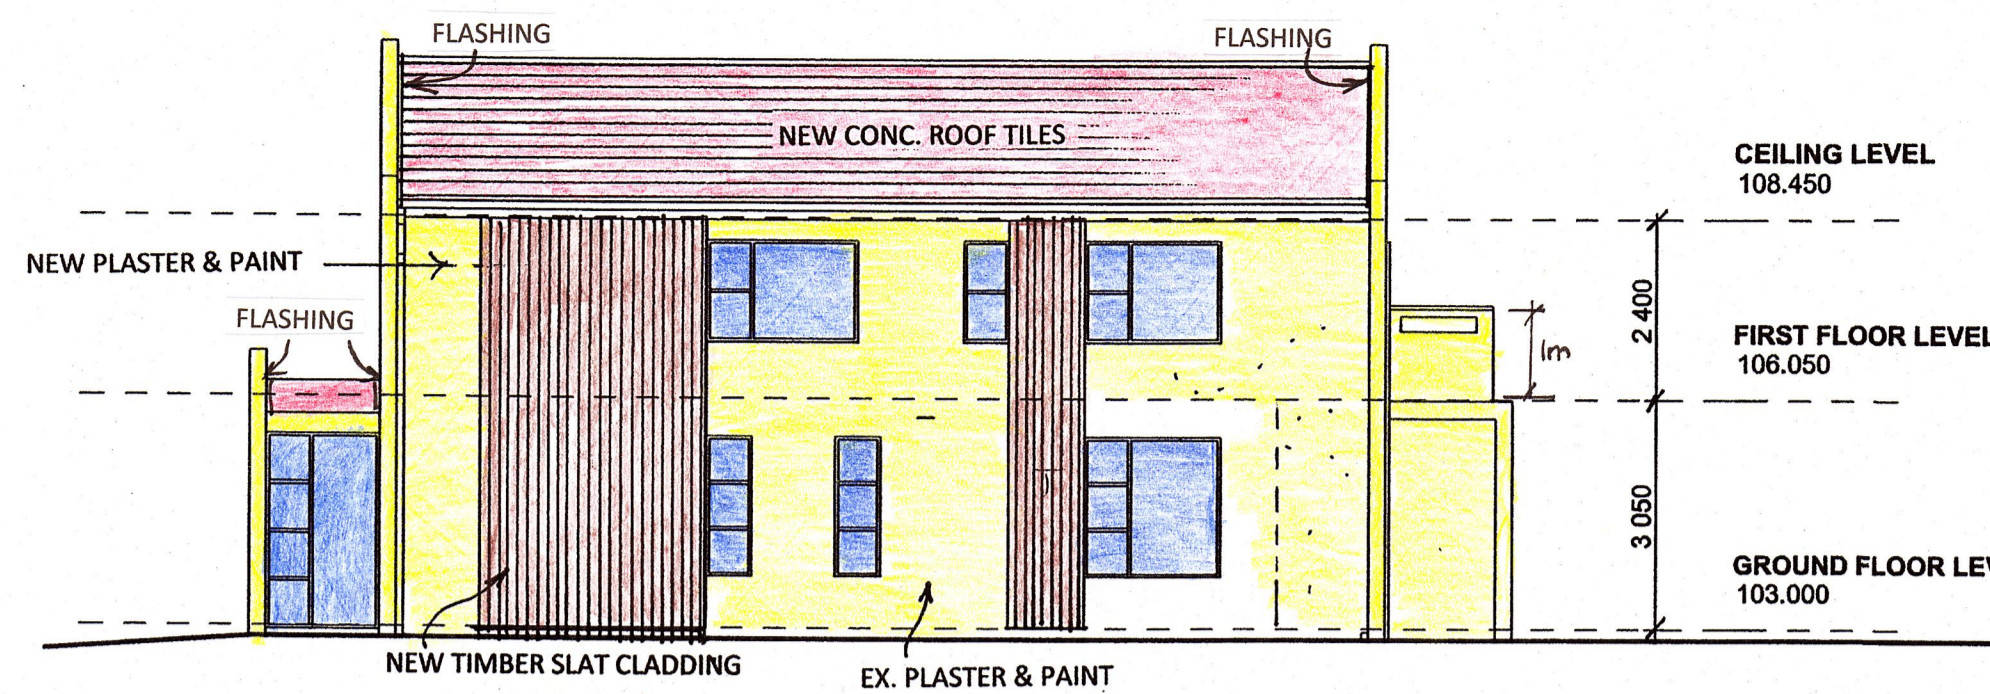 FLASHING
FLASHING
NEW CONC. ROOF TILES
CEILING LEVEL
108.450
NEW PLASTER & PAINT
FLASHING
2 400
1m
FIRST FLOOR LEVEL
106.050
3 050
GROUND FLOOR LEV
103.000
NEW TIMBER SLAT CLADDING
EX. PLASTER & PAINT